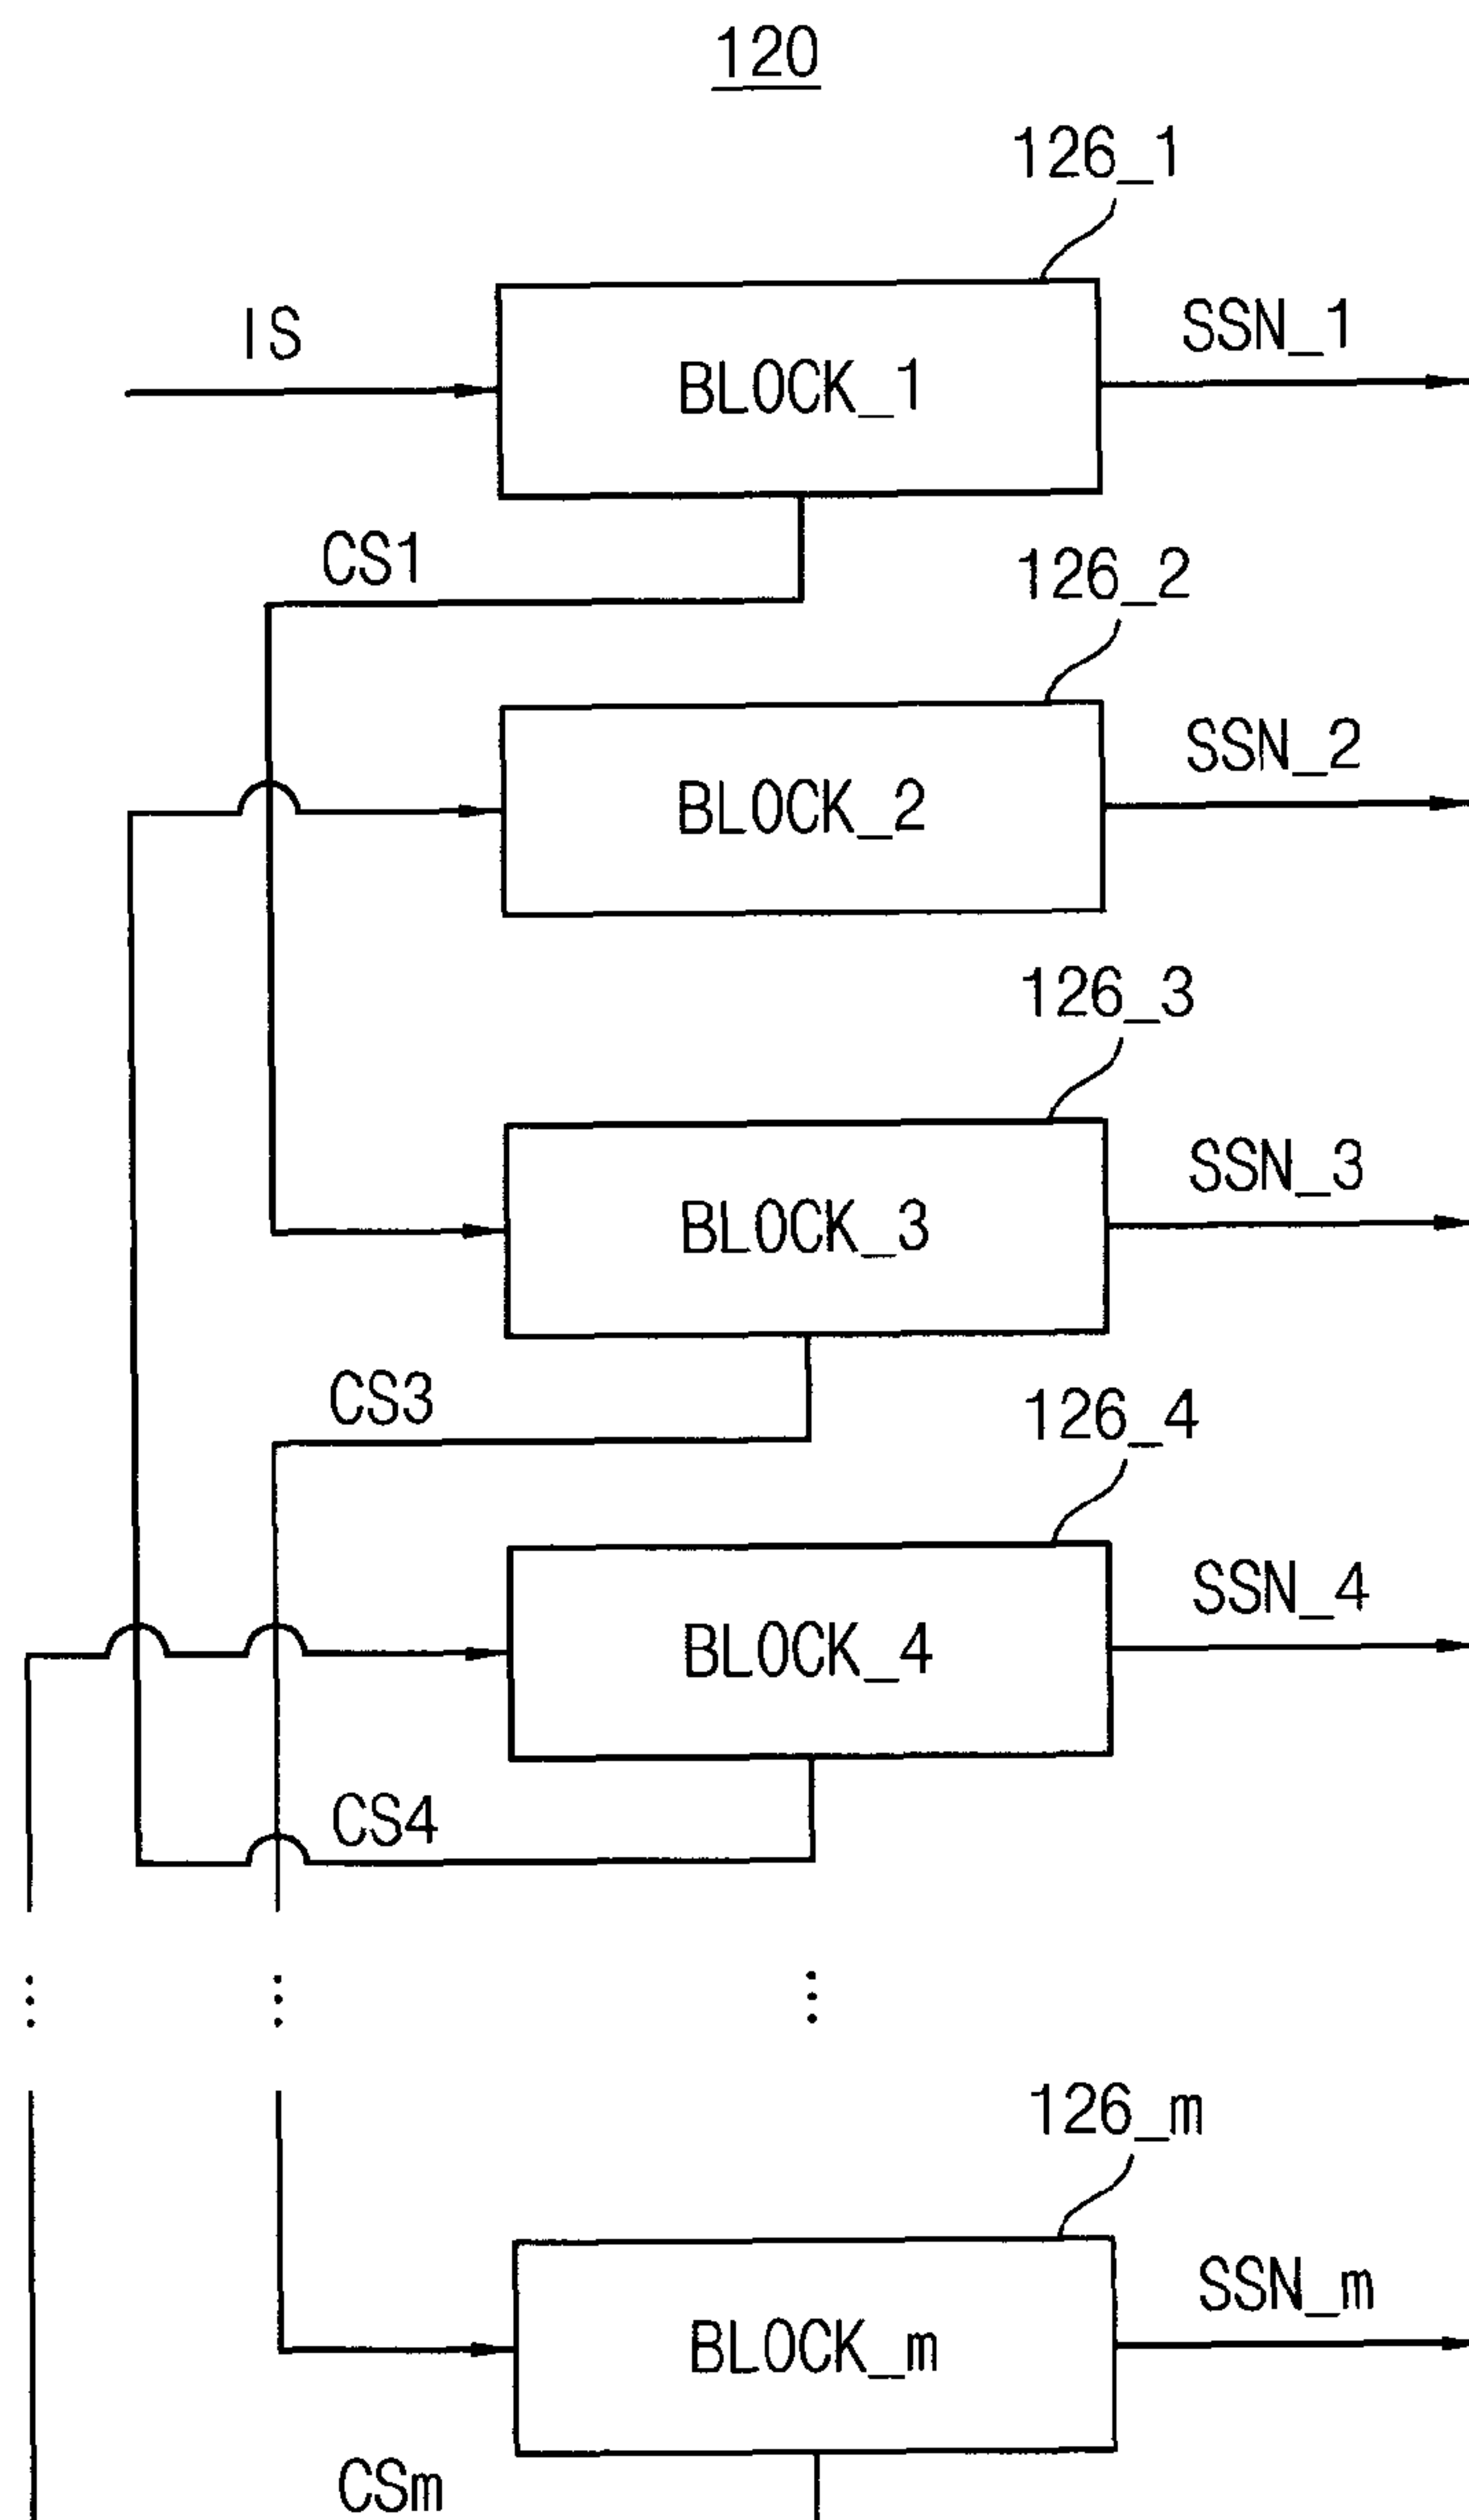 120
126_1
IS
BLOCK_1
SSN_1
CS1
126_2
BLOCK_2
SSN_2
126_3
BLOCK_3
SSN_3
CS3
126_4
BLOCK_4
SSN_4
CS4
126_m
BLOCK_m
SSN_m
CSm